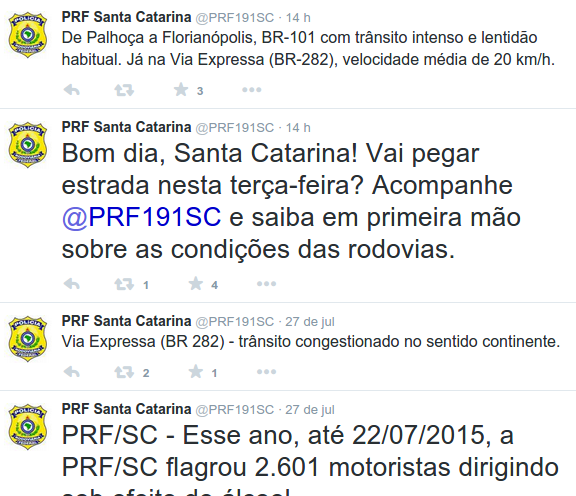 PRF Santa Catarina @PRF191SC · 14 h
De Palhoça a Florianópolis, BR-101 com trânsito intenso e lentidão
habitual. Já na Via Expressa (BR-282), velocidade média de 20 km/h.
3
PRF Santa Catarina @PRF191SC · 14 h
Bom dia, Santa Catarina! Vai pegar
estrada nesta terça-feira? Acompanhe
@PRF191SC e saiba em primeira mão
sobre as condições das rodovias.
1 4
PRF Santa Catarina @PRF191SC · 27 de jul
Via Expressa (BR 282) - trânsito congestionado no sentido continente.
2 1
PRF Santa Catarina @PRF191SC · 27 de jul
PRF/SC - Esse ano, até 22/07/2015, a
PRF/SC flagrou 2.601 motoristas dirigindo
sob efeito de álcool